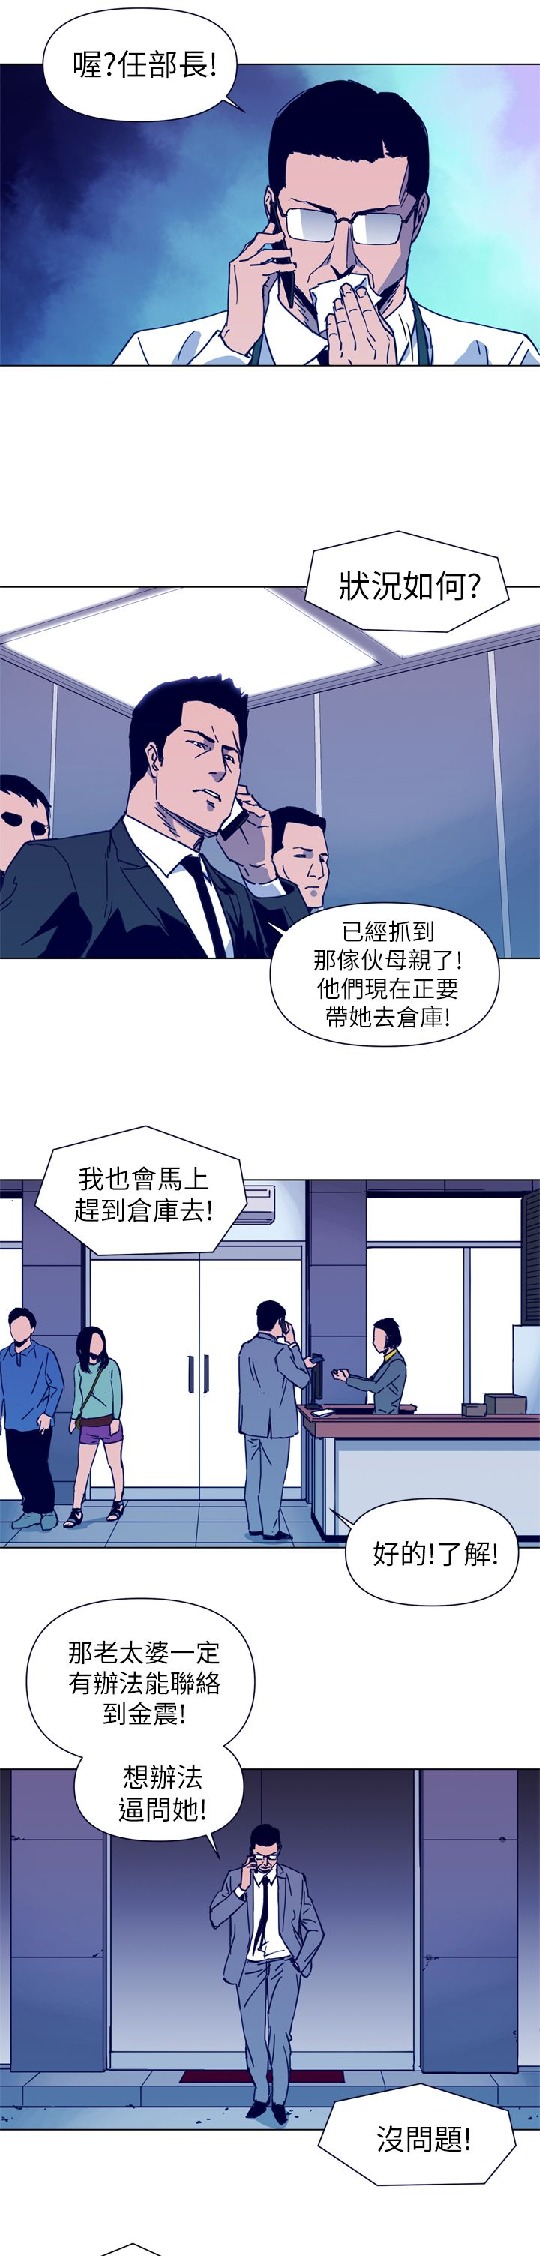 喔?任部長!
狀況如何?
已經抓到
那傢伙母親了!
他們現在正要
帶她去倉庫!
我也會馬上
趕到倉庫去!
好的!了解!
那老太婆一定
有辦法能聯絡
到金震!
想辦法
逼問她!
沒問題!